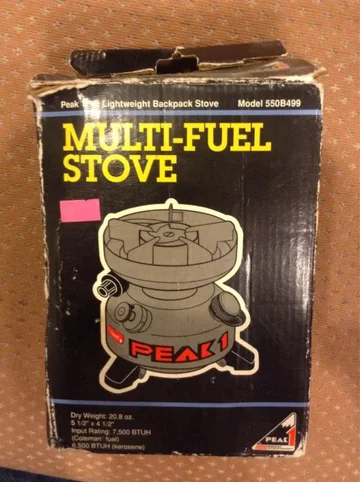 Peak Lightweight Backpack Stove Model 550B499
MULTI-FUEL
STOVE
PEAK 1
Dry Weight: 20.8 oz.
5 1/2" x 4 1/2"
Input Rating: 7,500 BTUH
(Coleman fuel)
6,500 BTUH (kerosene)
PEAK 1